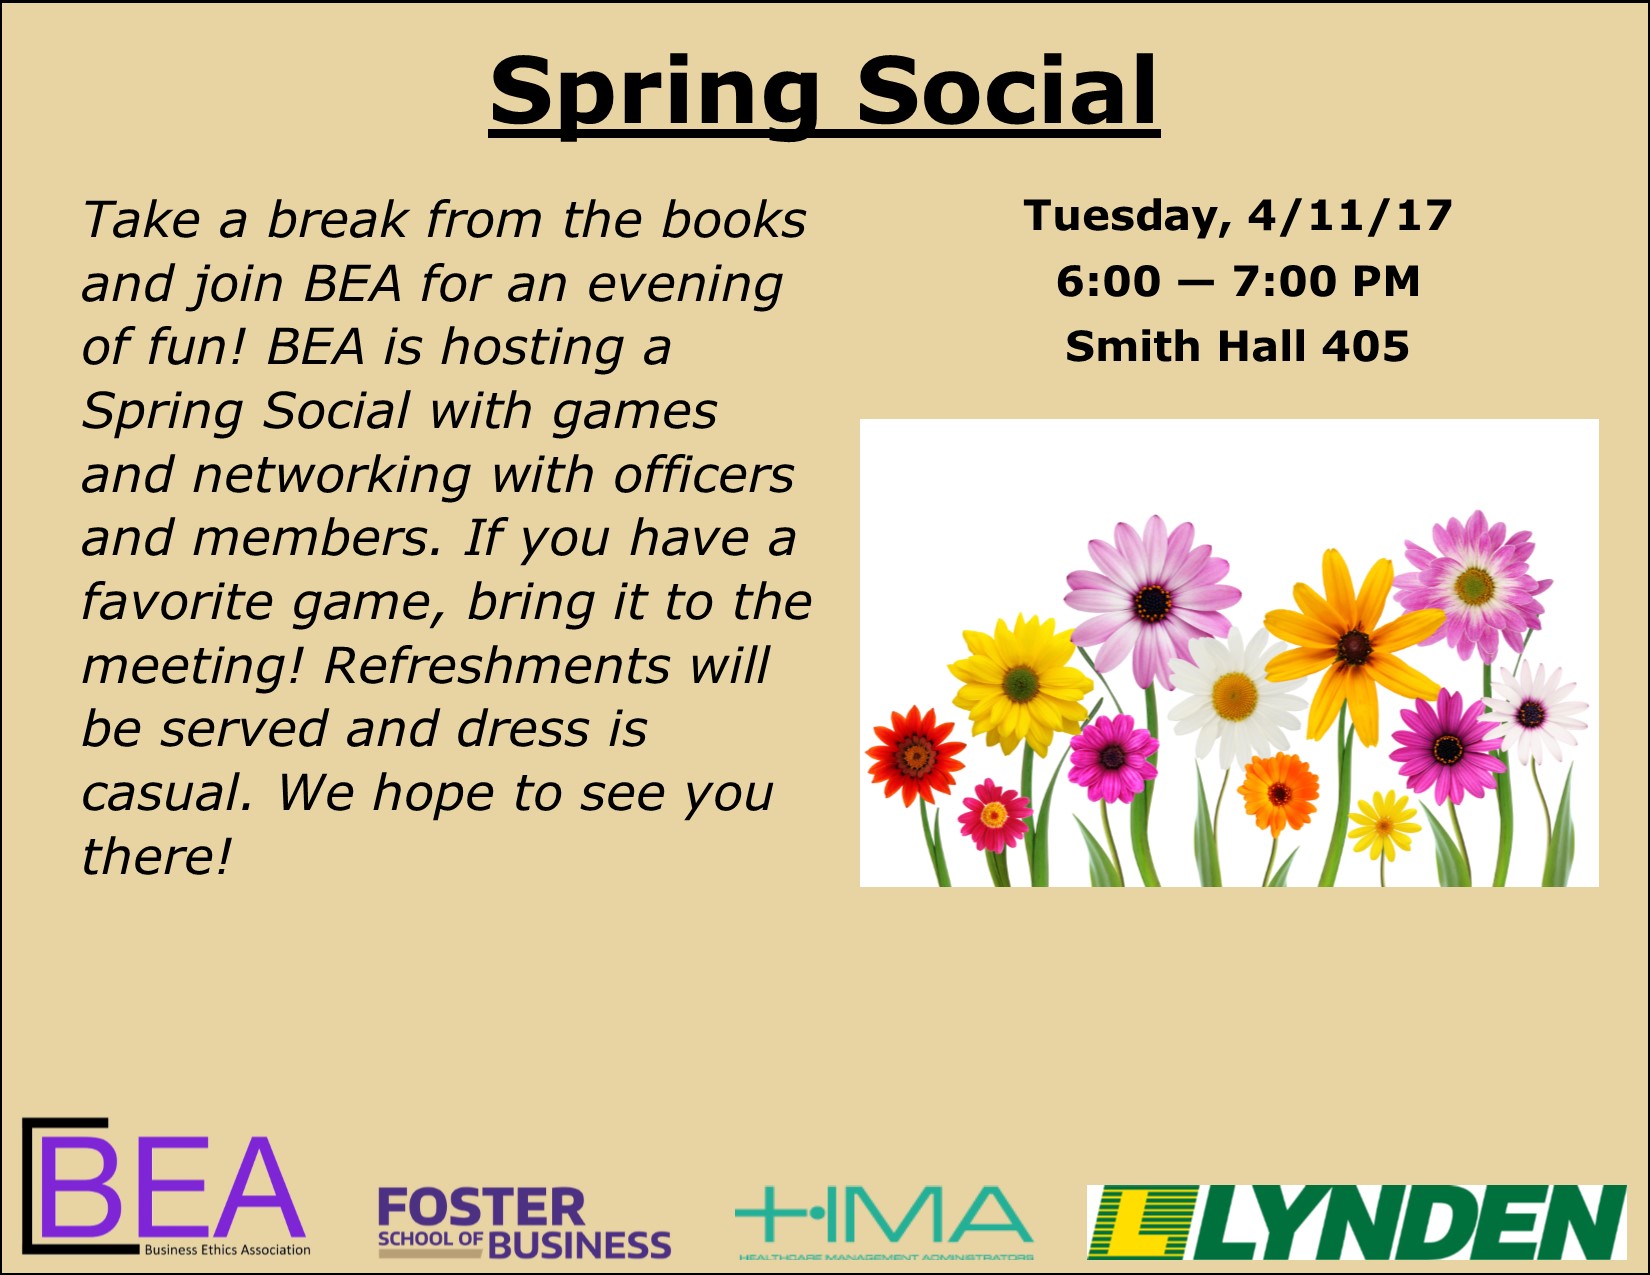 Spring Social
Take a break from the books
and join BEA for an evening
of fun! BEA is hosting a
Spring Social with games
and networking with officers
and members. If you have a
favorite game, bring it to the
meeting! Refreshments will
be served and dress is
casual. We hope to see you
there!
Tuesday, 4/11/17
6:00 — 7:00 PM
Smith Hall 405
BEA
Business Ethics Association
FOSTER
SCHOOL OF BUSINESS
HMA
HEALTHCARE MANAGEMENT ADMINISTRATORS
L LYNDEN